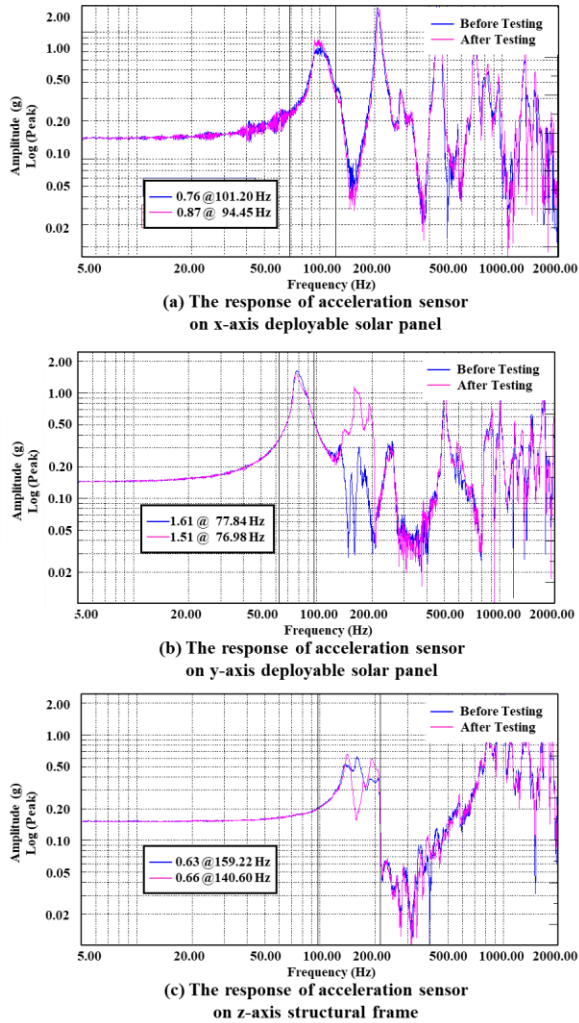 Amplitude (g)
Log (Peak)
1.00
0.50
0.20
0.10
0.05
0.02
Before Testing
After Testing
0.76 @101.20 Hz
0.87 @ 94.45 Hz
5.00 20.00 50.00 100.00 200.00 500.00 1000.00 2000.00
Frequency (Hz)
(a) The response of acceleration sensor
on x-axis deployable solar panel
Amplitude (g)
Log (Peak)
2.00
1.00
0.50
0.20
0.10
0.05
0.02
Before Testing
After Testing
1.61 @ 77.84 Hz
1.51 @ 76.98 Hz
5.00 20.00 50.00 100.00 200.00 500.00 1000.00 2000.00
Frequency (Hz)
(b) The response of acceleration sensor
on y-axis deployable solar panel
Amplitude (g)
Log (Peak)
2.00
1.00
0.50
0.20
0.10
0.05
0.02
Before Testing
After Testing
0.63 @159.22 Hz
0.66 @140.60 Hz
5.00 20.00 50.00 100.00 200.00 500.00 1000.00 2000.00
Frequency (Hz)
(c) The response of acceleration sensor
on z-axis structural frame